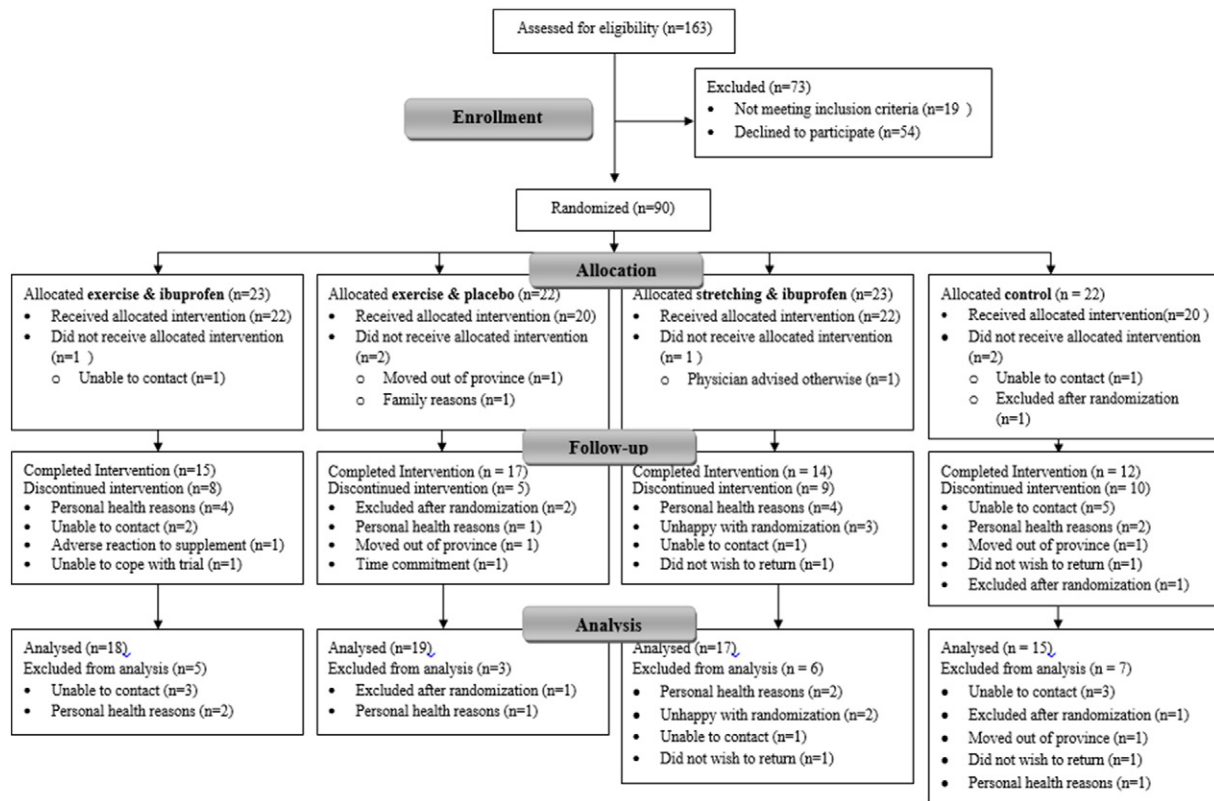 Assessed for eligibility (n=163)
Excluded (n=73)
• Not meeting inclusion criteria (n=19 )
• Declined to participate (n=54)
Enrollment
Randomized (n=90)
Allocation
Allocated exercise & ibuprofen (n=23)
• Received allocated intervention (n=22)
• Did not receive allocated intervention
(n=1 )
o Unable to contact (n=1)
Allocated exercise & placebo (n=22)
• Received allocated intervention (n=20)
• Did not receive allocated intervention
(n=2)
o Moved out of province (n=1)
o Family reasons (n=1)
Allocated stretching & ibuprofen (n=23)
• Received allocated intervention (n=22)
• Did not receive allocated intervention
(n= 1 )
o Physician advised otherwise (n=1)
Allocated control (n = 22)
• Received allocated intervention(n=20 )
• Did not receive allocated intervention
(n=2)
o Unable to contact (n=1)
o Excluded after randomization
(n=1)
Follow-up
Completed Intervention (n=15)
Discontinued intervention (n=8)
• Personal health reasons (n=4)
• Unable to contact (n=2)
• Adverse reaction to supplement (n=1)
• Unable to cope with trial (n=1)
Completed Intervention (n = 17)
Discontinued intervention (n = 5)
• Excluded after randomization (n=2)
• Personal health reasons (n= 1)
• Moved out of province (n= 1)
• Time commitment (n=1)
Completed Intervention (n = 14)
Discontinued intervention (n = 9)
• Personal health reasons (n=4)
• Unhappy with randomization (n=3)
• Unable to contact (n=1)
• Did not wish to return (n=1)
Completed Intervention (n = 12)
Discontinued intervention (n = 10)
• Unable to contact (n=5)
• Personal health reasons (n=2)
• Moved out of province (n=1)
• Did not wish to return (n=1)
• Excluded after randomization (n=1)
Analysis
Analysed (n=18)
Excluded from analysis (n=5)
• Unable to contact (n=3)
• Personal health reasons (n=2)
Analysed (n=19)
Excluded from analysis (n=3)
• Excluded after randomization (n=1)
• Personal health reasons (n=1)
Analysed (n=17)
Excluded from analysis (n = 6)
• Personal health reasons (n=2)
• Unhappy with randomization (n=2)
• Unable to contact (n=1)
• Did not wish to return (n=1)
Analysed (n = 15)
Excluded from analysis (n = 7)
• Unable to contact (n=3)
• Excluded after randomization (n=1)
• Moved out of province (n=1)
• Did not wish to return (n=1)
• Personal health reasons (n=1)